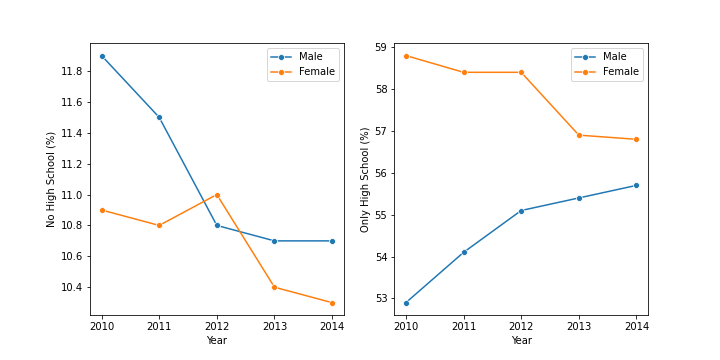 No High School (%)
11.8
11.6
11.4
11.2
11.0
10.8
10.6
10.4
2010 2011 2012 2013 2014
Year
Male
Female
Only High School (%)
59
58
57
56
55
54
53
2010 2011 2012 2013 2014
Year
Male
Female